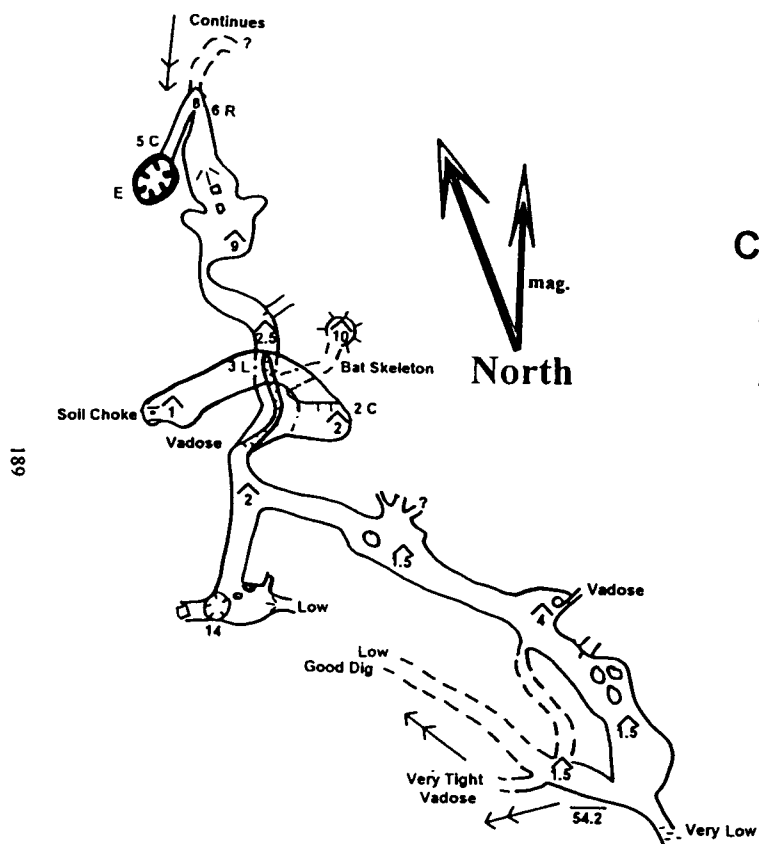 Continues
?
8
6 R
5 C
E
9
C
mag.
North
2.5
10
3 L
Bat Skeleton
Soil Choke
1
2 C
2
Vadose
189
2
?
1.5
Vadose
4
Low
14
Low
Good Dig
1.5
1.5
Very Tight
Vadose
54.2
Very Low